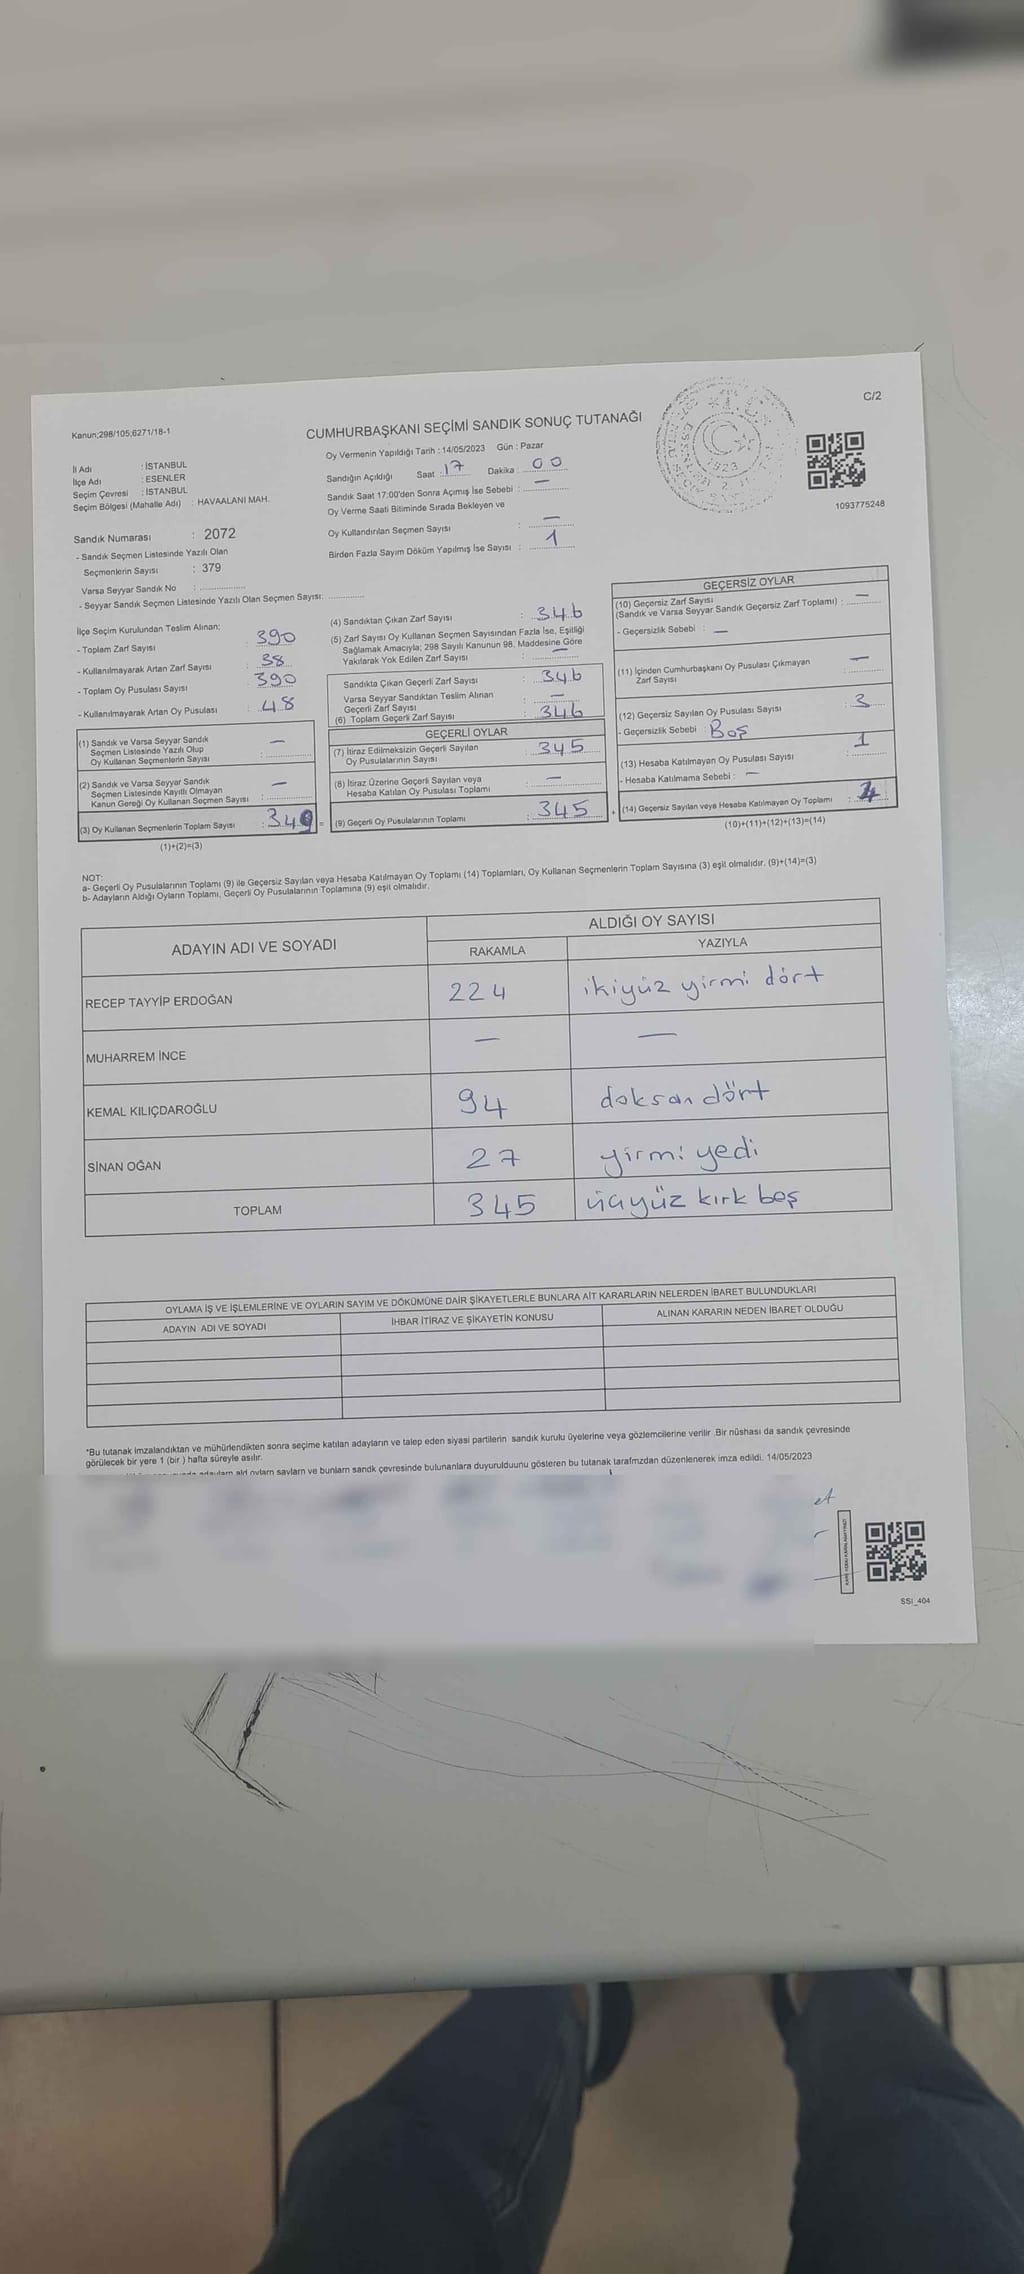 C/2
Kanun;298/105;6271/18-1
CUMHURBAŞKANI SEÇİMİ SANDIK SONUÇ TUTANAĞI
Oy Vermenin Yapıldığı Tarih : 14/05/2023 Gün : Pazar
İl Adı : İSTANBUL
İlçe Adı : ESENLER
Seçim Çevresi : İSTANBUL
Seçim Bölgesi (Mahalle Adı) : HAVAALANI MAH.
Sandığın Açıldığı Saat : 17 Dakika : 00
Sandık Saat 17:00'den Sonra Açımış İse Sebebi : —
Oy Verme Saati Bitiminde Sırada Bekleyen ve
Oy Kullandırılan Seçmen Sayısı : —
Birden Fazla Sayım Döküm Yapılmış İse Sayısı : 1
1093775248
Sandık Numarası : 2072
- Sandık Seçmen Listesinde Yazılı Olan
Seçmenlerin Sayısı : 379
Varsa Seyyar Sandık No :
- Seyyar Sandık Seçmen Listesinde Yazılı Olan Seçmen Sayısı:
İlçe Seçim Kurulundan Teslim Alınan:
- Toplam Zarf Sayısı : 390
- Kullanılmayarak Artan Zarf Sayısı : 38
- Toplam Oy Pusulası Sayısı : 390
- Kullanılmayarak Artan Oy Pusulası : 48
(1) Sandık ve Varsa Seyyar Sandık
Seçmen Listesinde Yazılı Olup
Oy Kullanan Seçmenlerin Sayısı : —
(2) Sandık ve Varsa Seyyar Sandık
Seçmen Listesinde Kayıtlı Olmayan
Kanun Gereği Oy Kullanan Seçmen Sayısı : —
(3) Oy Kullanan Seçmenlerin Toplam Sayısı : 349 =
(1)+(2)=(3)
(4) Sandıktan Çıkan Zarf Sayısı : 346
(5) Zarf Sayısı Oy Kullanan Seçmen Sayısından Fazla İse, Eşitliği
Sağlamak Amacıyla; 298 Sayılı Kanunun 98. Maddesine Göre
Yakılarak Yok Edilen Zarf Sayısı : —
Sandıkta Çıkan Geçerli Zarf Sayısı : 346
Varsa Seyyar Sandıktan Teslim Alınan
Geçerli Zarf Sayısı : —
(6) Toplam Geçerli Zarf Sayısı : 346
GEÇERLİ OYLAR
(7) İtiraz Edilmeksizin Geçerli Sayılan
Oy Pusulalarının Sayısı : 345
(8) İtiraz Üzerine Geçerli Sayılan veya
Hesaba Katılan Oy Pusulası Toplamı : —
(9) Geçerli Oy Pusulalarının Toplamı : 345 +
GEÇERSİZ OYLAR
(10) Geçersiz Zarf Sayısı
(Sandık ve Varsa Seyyar Sandık Geçersiz Zarf Toplamı) : —
- Geçersizlik Sebebi : —
(11) İçinden Cumhurbaşkanı Oy Pusulası Çıkmayan
Zarf Sayısı : —
(12) Geçersiz Sayılan Oy Pusulası Sayısı : 3
- Geçersizlik Sebebi : Boş
(13) Hesaba Katılmayan Oy Pusulası Sayısı : 1
- Hesaba Katılmama Sebebi : —
(14) Geçersiz Sayılan veya Hesaba Katılmayan Oy Toplamı : 4
(10)+(11)+(12)+(13)=(14)
NOT:
a- Geçerli Oy Pusulalarının Toplamı (9) ile Geçersiz Sayılan veya Hesaba Katılmayan Oy Toplamı (14) Toplamları, Oy Kullanan Seçmenlerin Toplam Sayısına (3) eşit olmalıdır. (9)+(14)=(3)
b- Adayların Aldığı Oyların Toplamı, Geçerli Oy Pusulalarının Toplamına (9) eşit olmalıdır.
ADAYIN ADI VE SOYADI ALDIĞI OY SAYISI
RAKAMLA YAZIYLA
RECEP TAYYİP ERDOĞAN 224 ikiyüz yirmi dört
MUHARREM İNCE — —
KEMAL KILIÇDAROĞLU 94 doksan dört
SİNAN OĞAN 27 yirmi yedi
TOPLAM 345 üçyüz kırk beş
OYLAMA İŞ VE İŞLEMLERİNE VE OYLARIN SAYIM VE DÖKÜMÜNE DAİR ŞİKAYETLERLE BUNLARA AİT KARARLARIN NELERDEN İBARET BULUNDUKLARI
ADAYIN ADI VE SOYADI İHBAR İTİRAZ VE ŞİKAYETİN KONUSU ALINAN KARARIN NEDEN İBARET OLDUĞU
*Bu tutanak imzalandıktan ve mühürlendikten sonra seçime katılan adayların ve talep eden siyasi partilerin sandık kurulu üyelerine veya gözlemcilerine verilir .Bir nüshası da sandık çevresinde
görülecek bir yere 1 (bir ) hafta süreyle asılır.
ve bunların sandık çevresinde bulunanlara duyurulduunu gösteren bu tutanak tarafmzdan düzenlenerek imza edildi. 14/05/2023
SSI_404